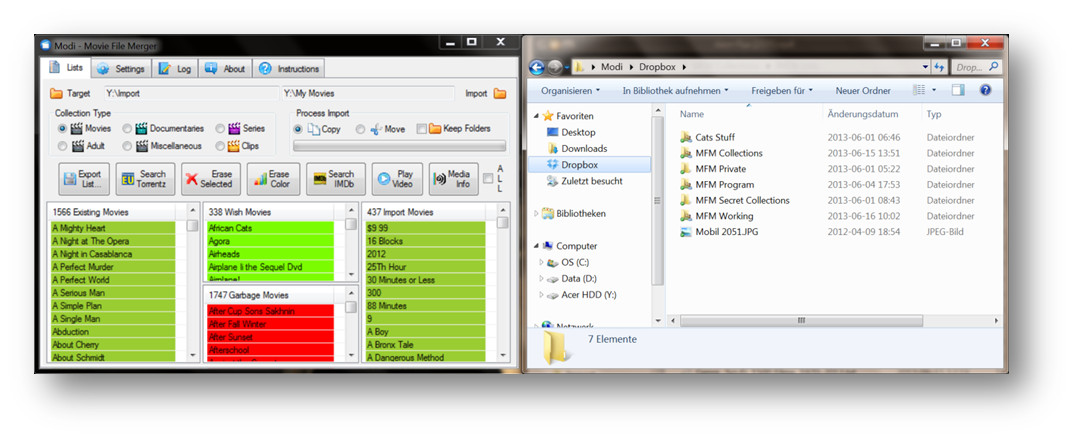 Modi - Movie File Merger
Lists Settings Log About Instructions
Target Y:\Import Y:\My Movies Import
Collection Type Process Import
Movies Documentaries Series Copy Move Keep Folders
Adult Miscellaneous Clips
Export List... Search Torrentz Erase Selected Erase Color Search IMDb Play Video Media Info ALL
1566 Existing Movies
A Mighty Heart
A Night at The Opera
A Night in Casablanca
A Perfect Murder
A Perfect World
A Serious Man
A Simple Plan
A Single Man
Abduction
About Cherry
About Schmidt
338 Wish Movies
African Cats
Agora
Airheads
Airplane Ii the Sequel Dvd
Airplane!
1747 Garbage Movies
After Cup Sons Sakhnin
After Fall Winter
After Sunset
Afterschool
437 Import Movies
$9 99
16 Blocks
2012
25Th Hour
30 Minutes or Less
300
88 Minutes
9
A Boy
A Bronx Tale
A Dangerous Method
Modi Dropbox Drop...
Organisieren In Bibliothek aufnehmen Freigeben für Neuer Ordner
Favoriten
Desktop
Downloads
Dropbox
Zuletzt besucht
Bibliotheken
Computer
OS (C:)
Data (D:)
Acer HDD (Y:)
Netzwerk
Name Änderungsdatum Typ
Cats Stuff 2013-06-01 06:46 Dateiordner
MFM Collections 2013-06-15 13:51 Dateiordner
MFM Private 2013-06-01 05:22 Dateiordner
MFM Program 2013-06-04 17:53 Dateiordner
MFM Secret Collections 2013-06-01 08:43 Dateiordner
MFM Working 2013-06-16 10:02 Dateiordner
Mobil 2051.JPG 2012-04-09 18:54 JPEG-Bild
7 Elemente